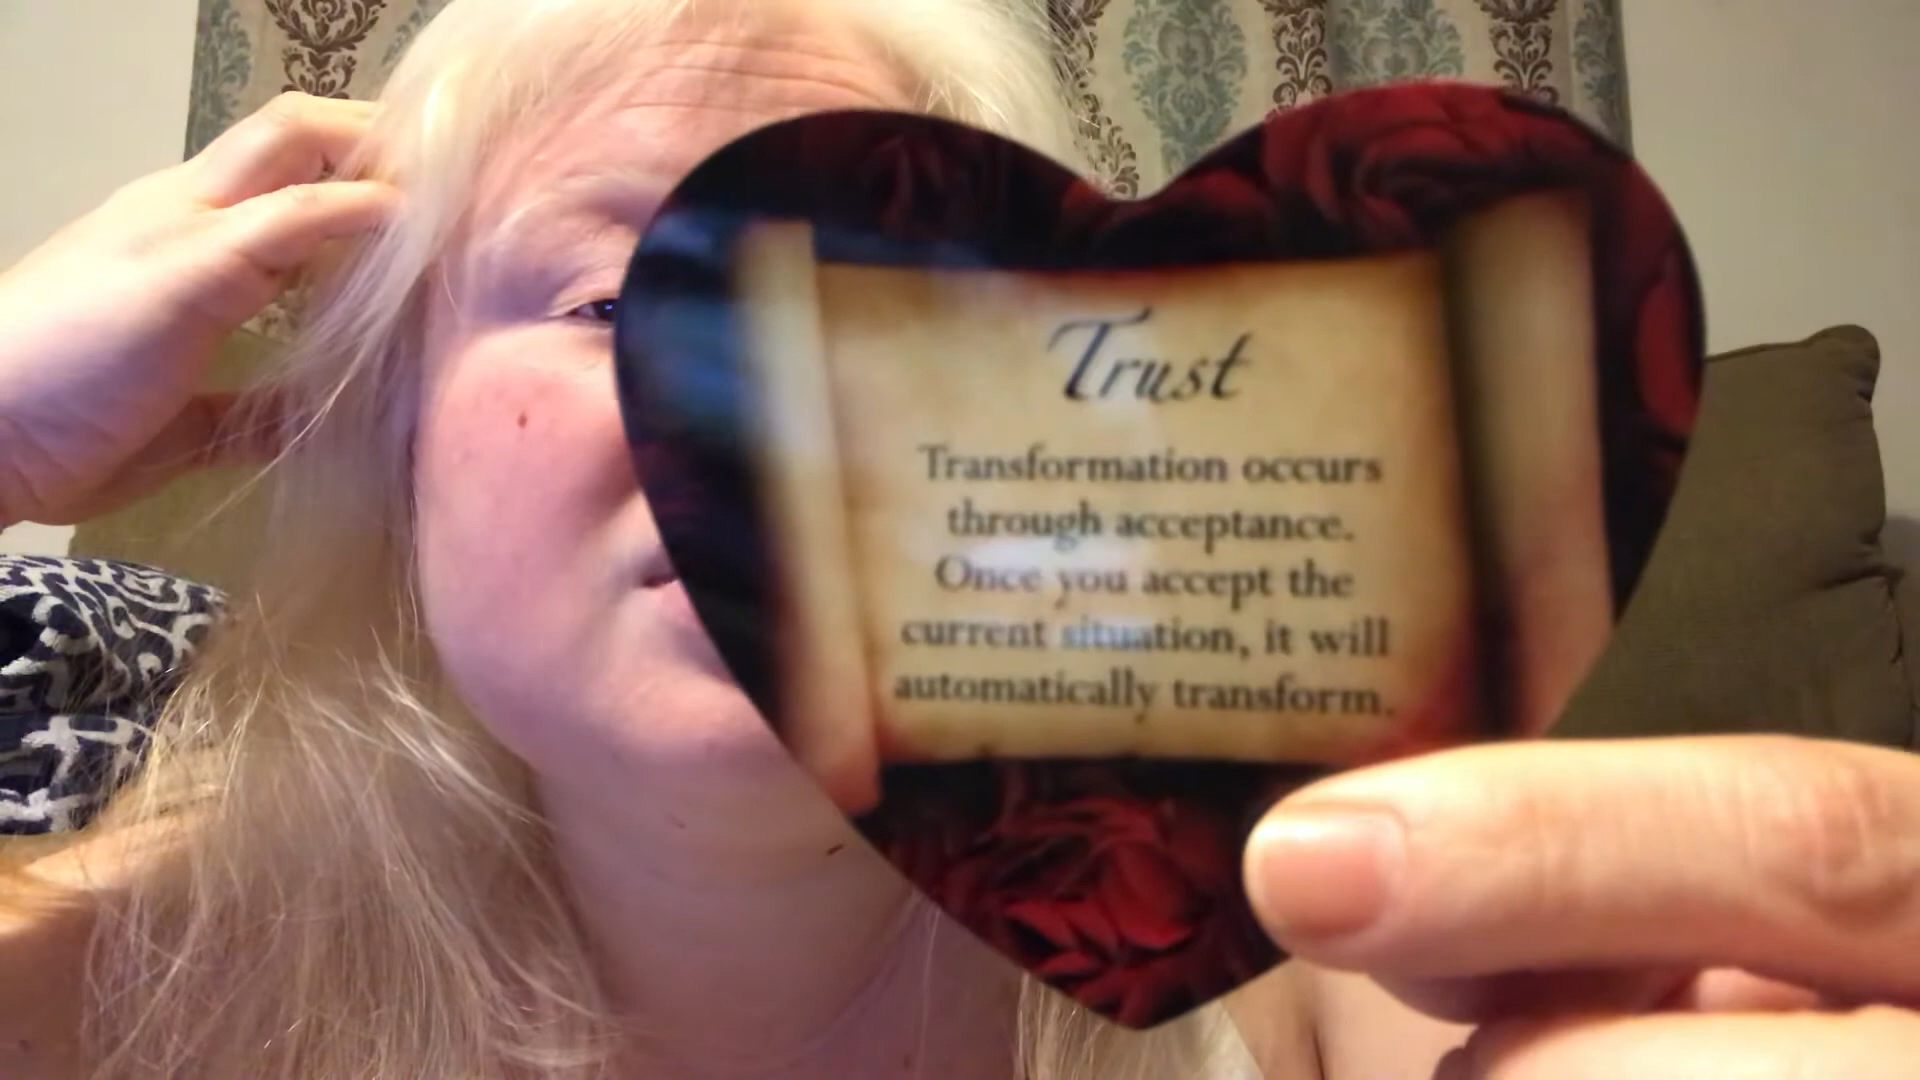 Trust
Transformation occurs
through acceptance.
Once you accept the
current situation, it will
automatically transform.